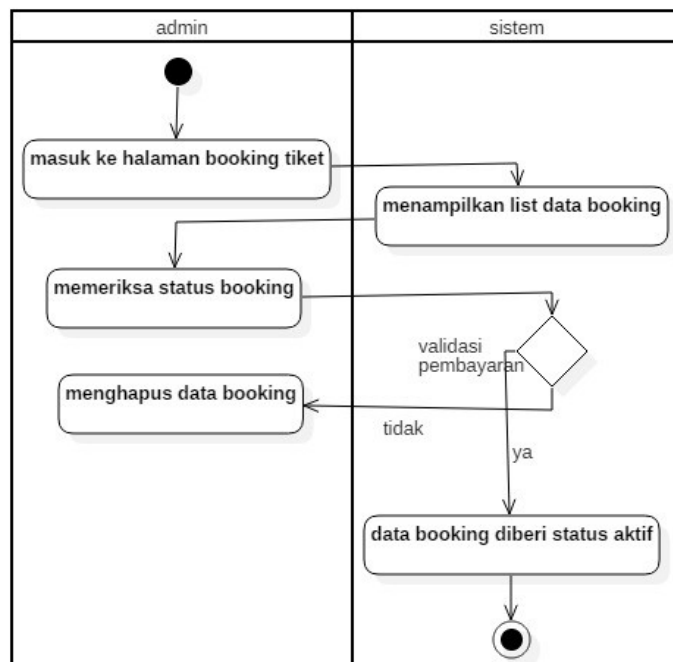 admin
sistem
masuk ke halaman booking tiket
menampilkan list data booking
memeriksa status booking
validasi
pembayaran
menghapus data booking
tidak
ya
data booking diberi status aktif